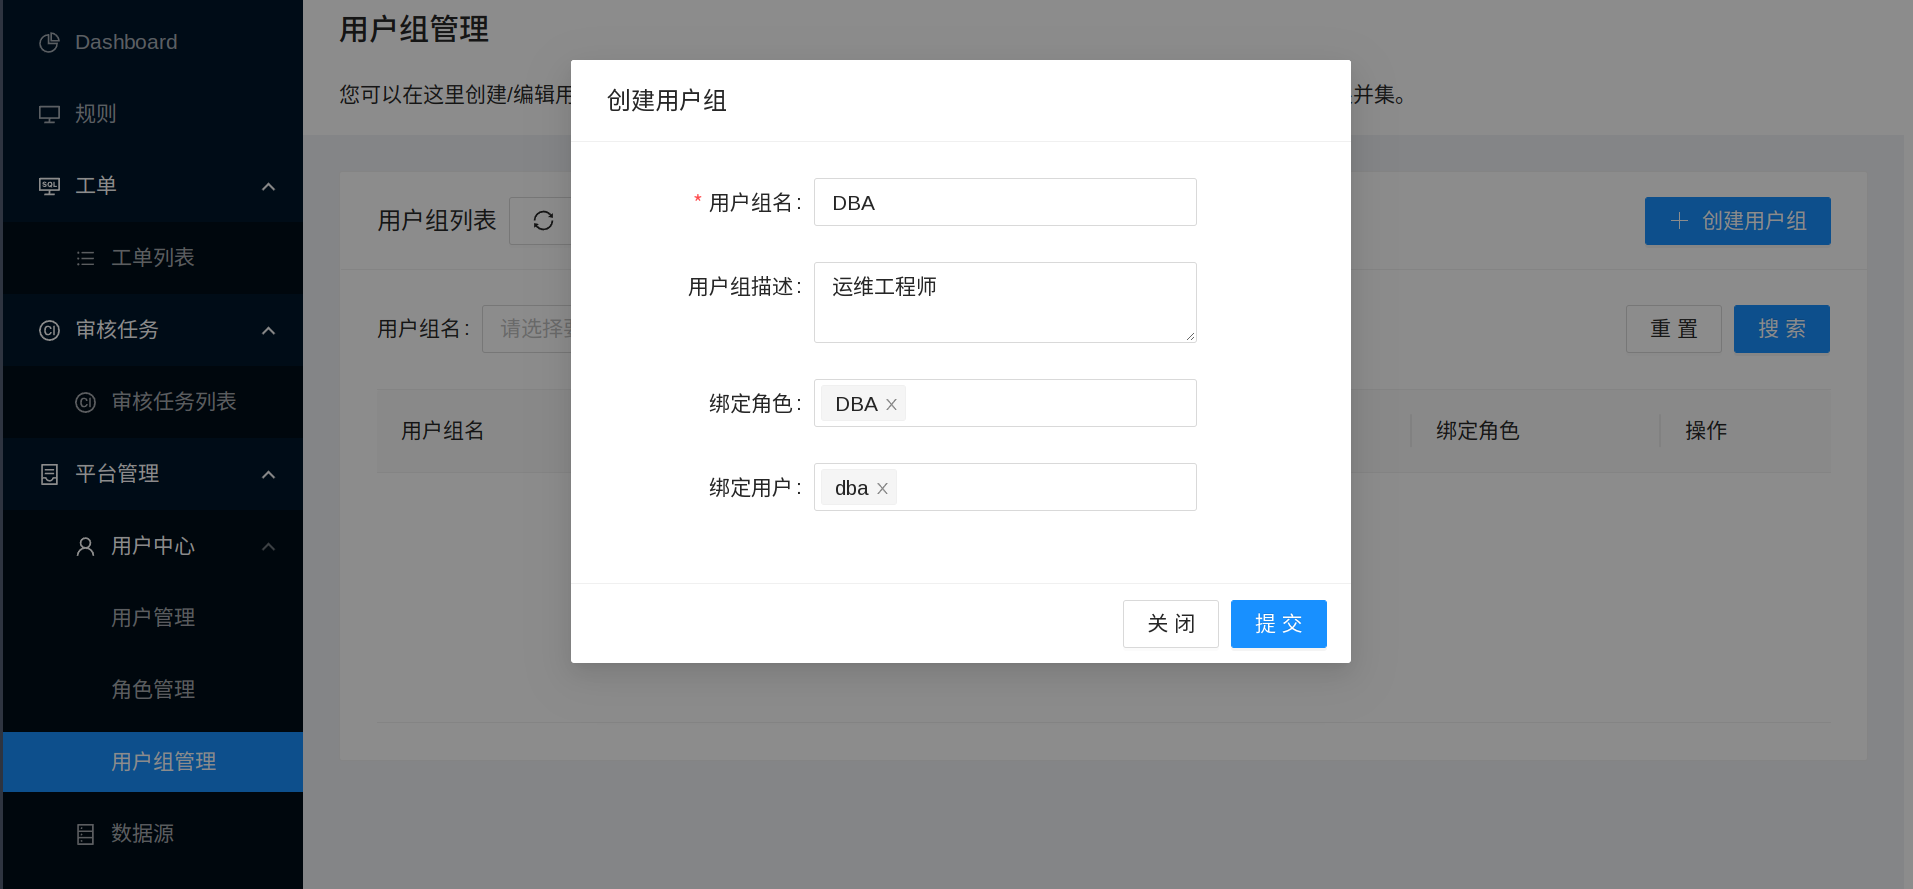 Dashboard
规则
SQL 工单
工单列表
CI 审核任务
CI 审核任务列表
平台管理
用户中心
用户管理
角色管理
用户组管理
数据源
用户组管理
您可以在这里创建/编辑用
并集。
用户组列表
创建用户组
用户组名:
请选择
重 置
搜 索
用户组名
绑定角色
操作
创建用户组
* 用户组名: DBA
用户组描述: 运维工程师
绑定角色: DBA
绑定用户: dba
关 闭
提 交